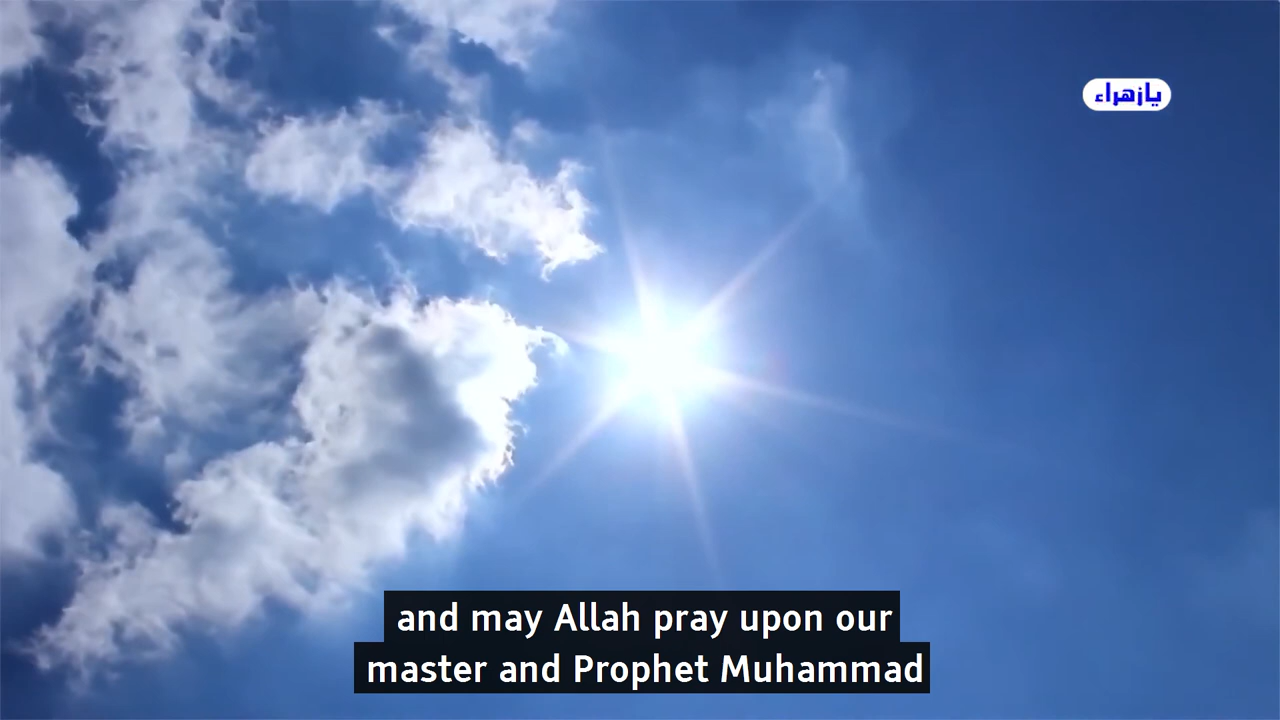 يازهراء
and may Allah pray upon our
master and Prophet Muhammad